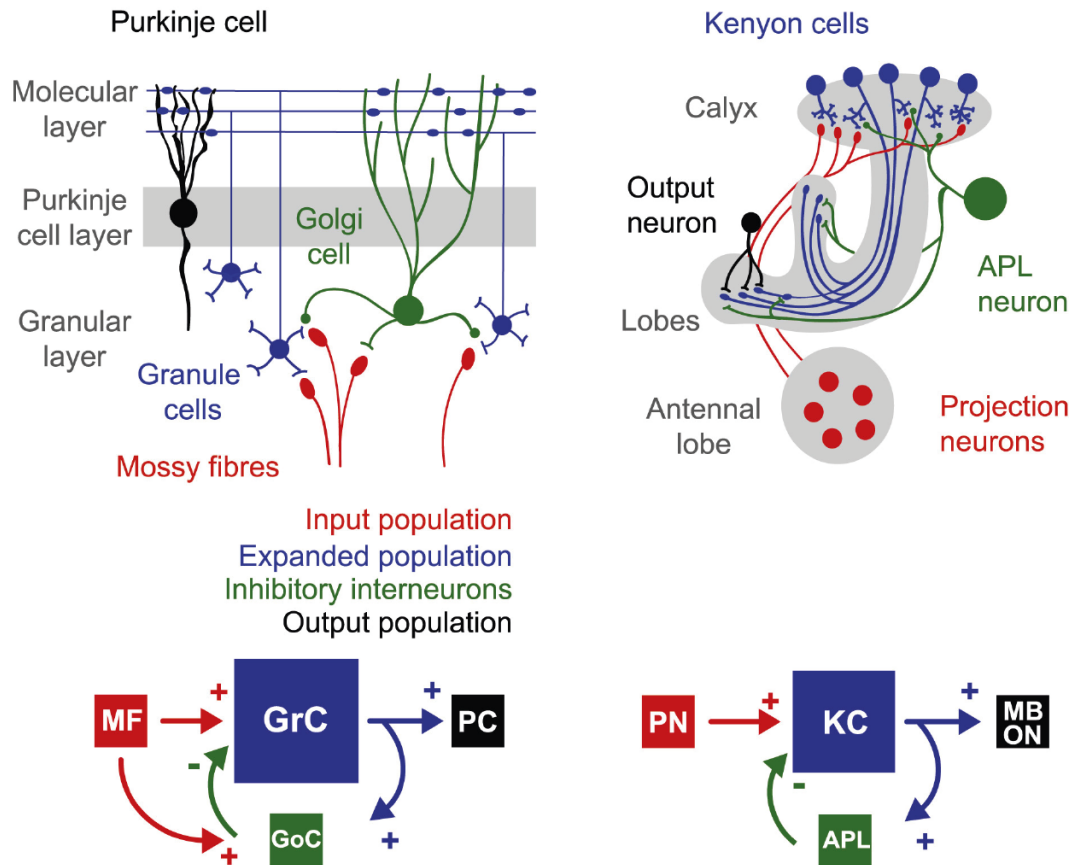 Purkinje cell
Molecular
layer
Purkinje
cell layer
Golgi
cell
Granular
layer
Granule
cells
Mossy fibres
Kenyon cells
Calyx
Output
neuron
APL
neuron
Lobes
Antennal
lobe
Projection
neurons
Input population
Expanded population
Inhibitory interneurons
Output population
MF
+
GrC
+
PC
-
+
GoC
+
PN
+
KC
+
MB
ON
-
APL
+